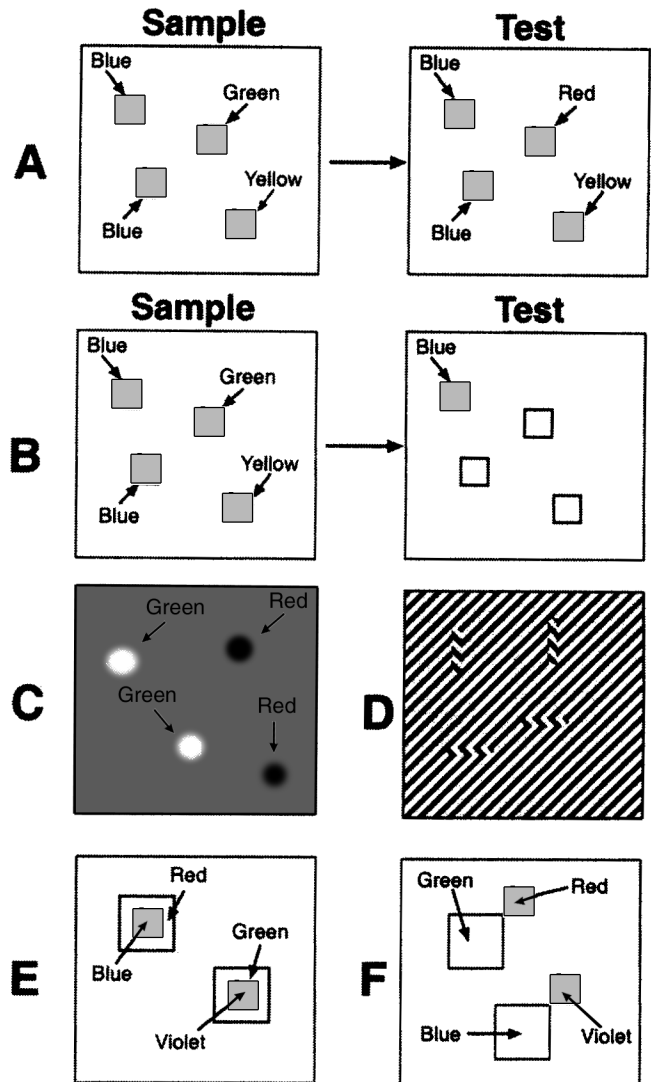 Sample Test
Blue Blue
Green Red
A
Yellow Yellow
Blue Blue
Sample Test
Blue Blue
Green
B
Yellow
Blue
Green Red
C D
Green Red
Red
Green Red
Green
Blue
E F
Violet Blue Violet